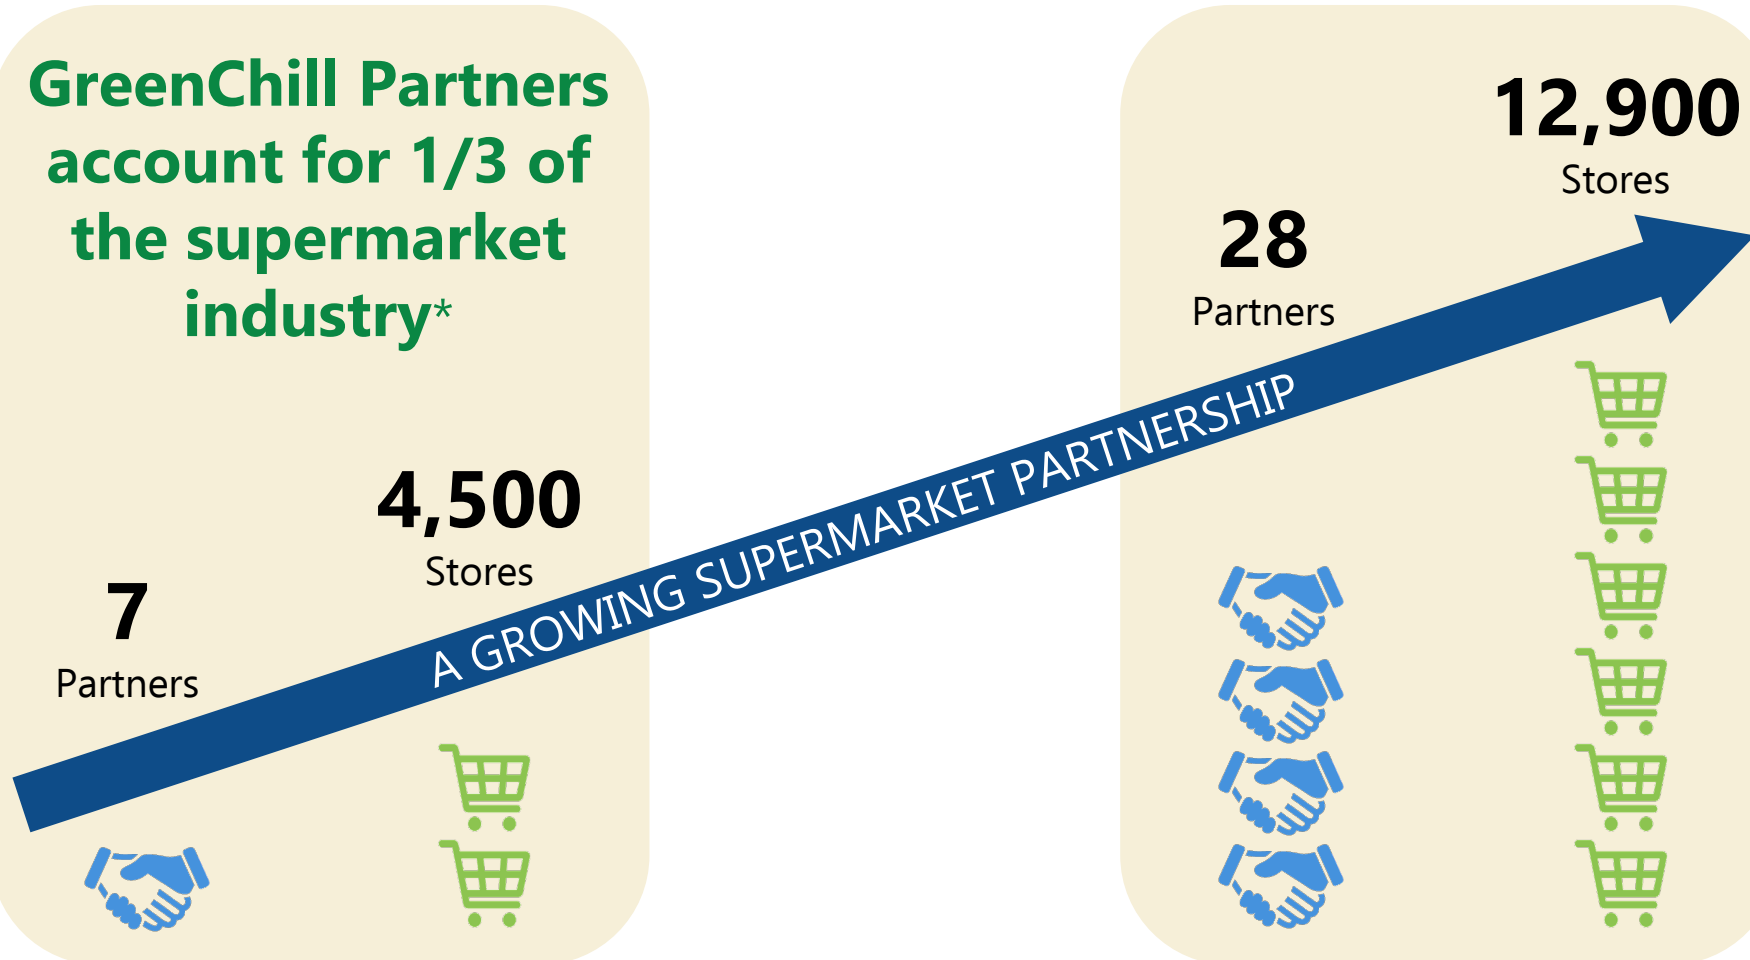 GreenChill Partners
account for 1/3 of
the supermarket
industry*
7
Partners
4,500
Stores
A GROWING SUPERMARKET PARTNERSHIP
28
Partners
12,900
Stores